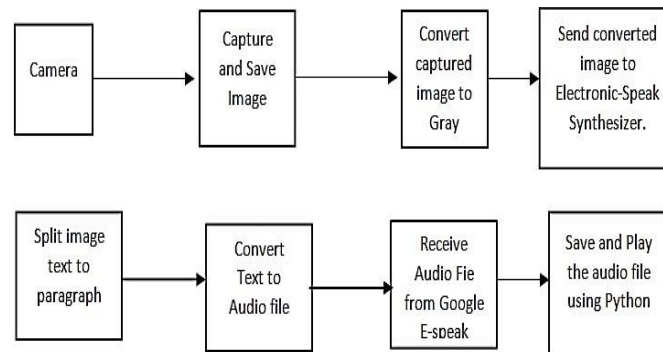 Camera
Capture
and Save
Image
Convert
captured
image to
Gray
Send converted
image to
Electronic-Speak
Synthesizer.
Split image
text to
paragraph
Convert
Text to
Audio file
Receive
Audio Fie
from Google
E-speak
Save and Play
the audio file
using Python